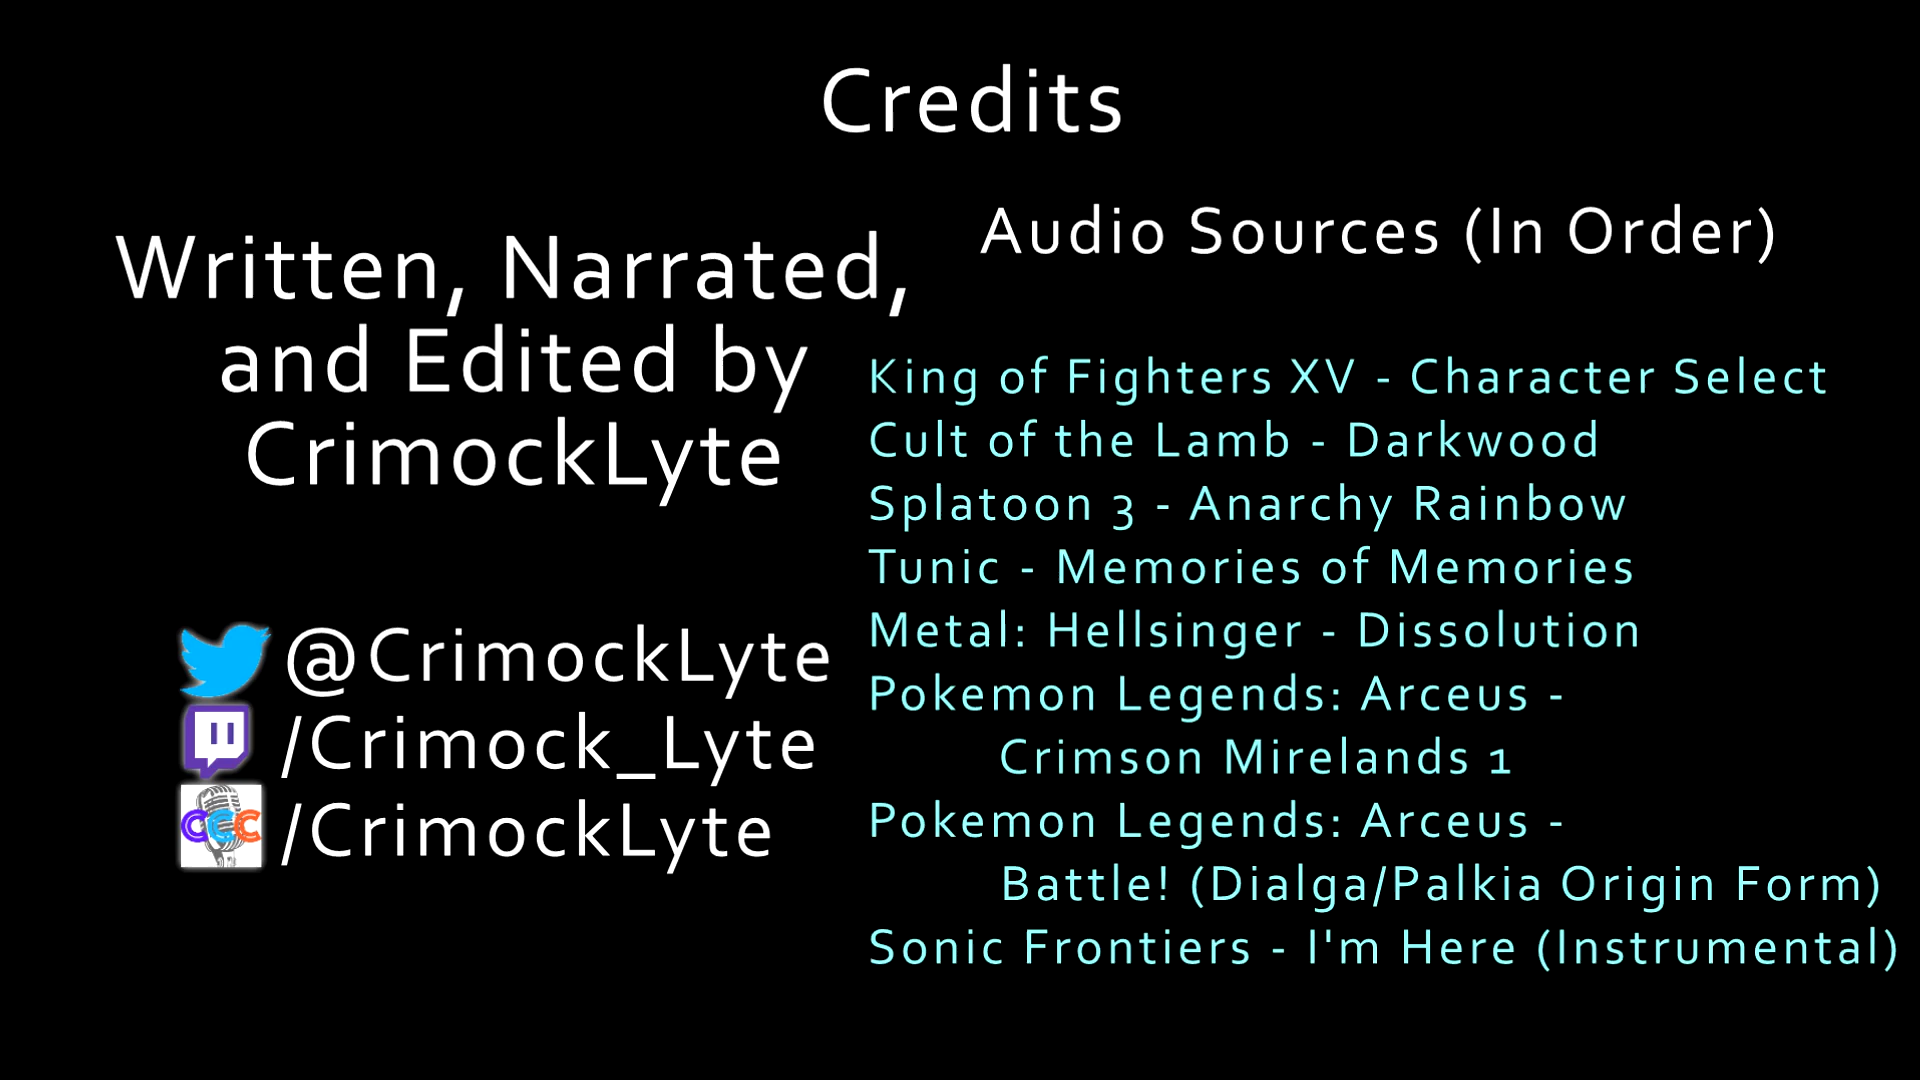 Credits
Written, Narrated,
and Edited by
CrimockLyte
@CrimockLyte
/Crimock_Lyte
CCC
/CrimockLyte
Audio Sources (In Order)
King of Fighters XV - Character Select
Cult of the Lamb - Darkwood
Splatoon 3 - Anarchy Rainbow
Tunic - Memories of Memories
Metal: Hellsinger - Dissolution
Pokemon Legends: Arceus -
Crimson Mirelands 1
Pokemon Legends: Arceus -
Battle! (Dialga/Palkia Origin Form)
Sonic Frontiers - I'm Here (Instrumental)